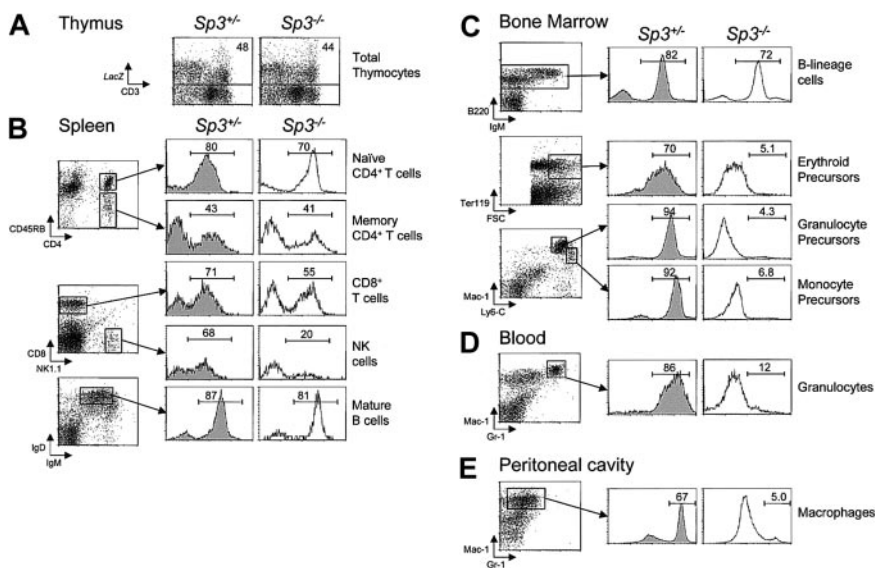 A Thymus
Sp3+/- Sp3-/-
48 44
LacZ
CD3
Total
Thymocytes
B Spleen
Sp3+/- Sp3-/-
80 70
Naïve
CD4+ T cells
43 41
Memory
CD4+ T cells
CD45RB
CD4
71 55
CD8+
T cells
68 20
NK
cells
CD8
NK1.1
87 81
Mature
B cells
IgD
IgM
C Bone Marrow
Sp3+/- Sp3-/-
82 72
B-lineage
cells
B220
IgM
70 5.1
Erythroid
Precursors
Ter119
FSC
94 4.3
Granulocyte
Precursors
92 6.8
Monocyte
Precursors
Mac-1
Ly6-C
D Blood
86 12
Granulocytes
Mac-1
Gr-1
E Peritoneal cavity
67 5.0
Macrophages
Mac-1
Gr-1